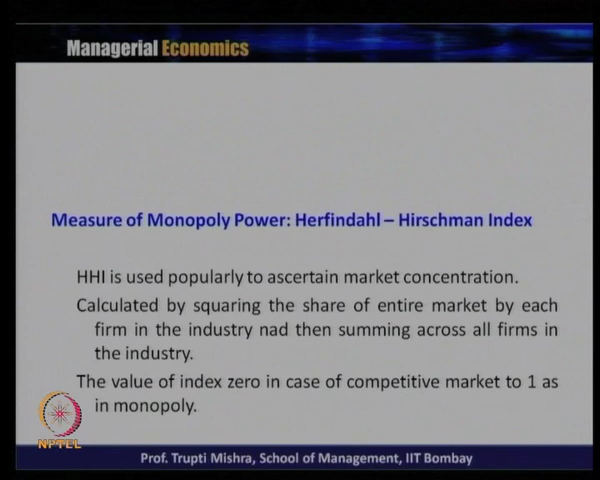 Managerial Economics
Measure of Monopoly Power: Herfindahl – Hirschman Index
HHI is used popularly to ascertain market concentration.
Calculated by squaring the share of entire market by each
firm in the industry nad then summing across all firms in
the industry.
The value of index zero in case of competitive market to 1 as
in monopoly.
NPTEL
Prof. Trupti Mishra, School of Management, IIT Bombay